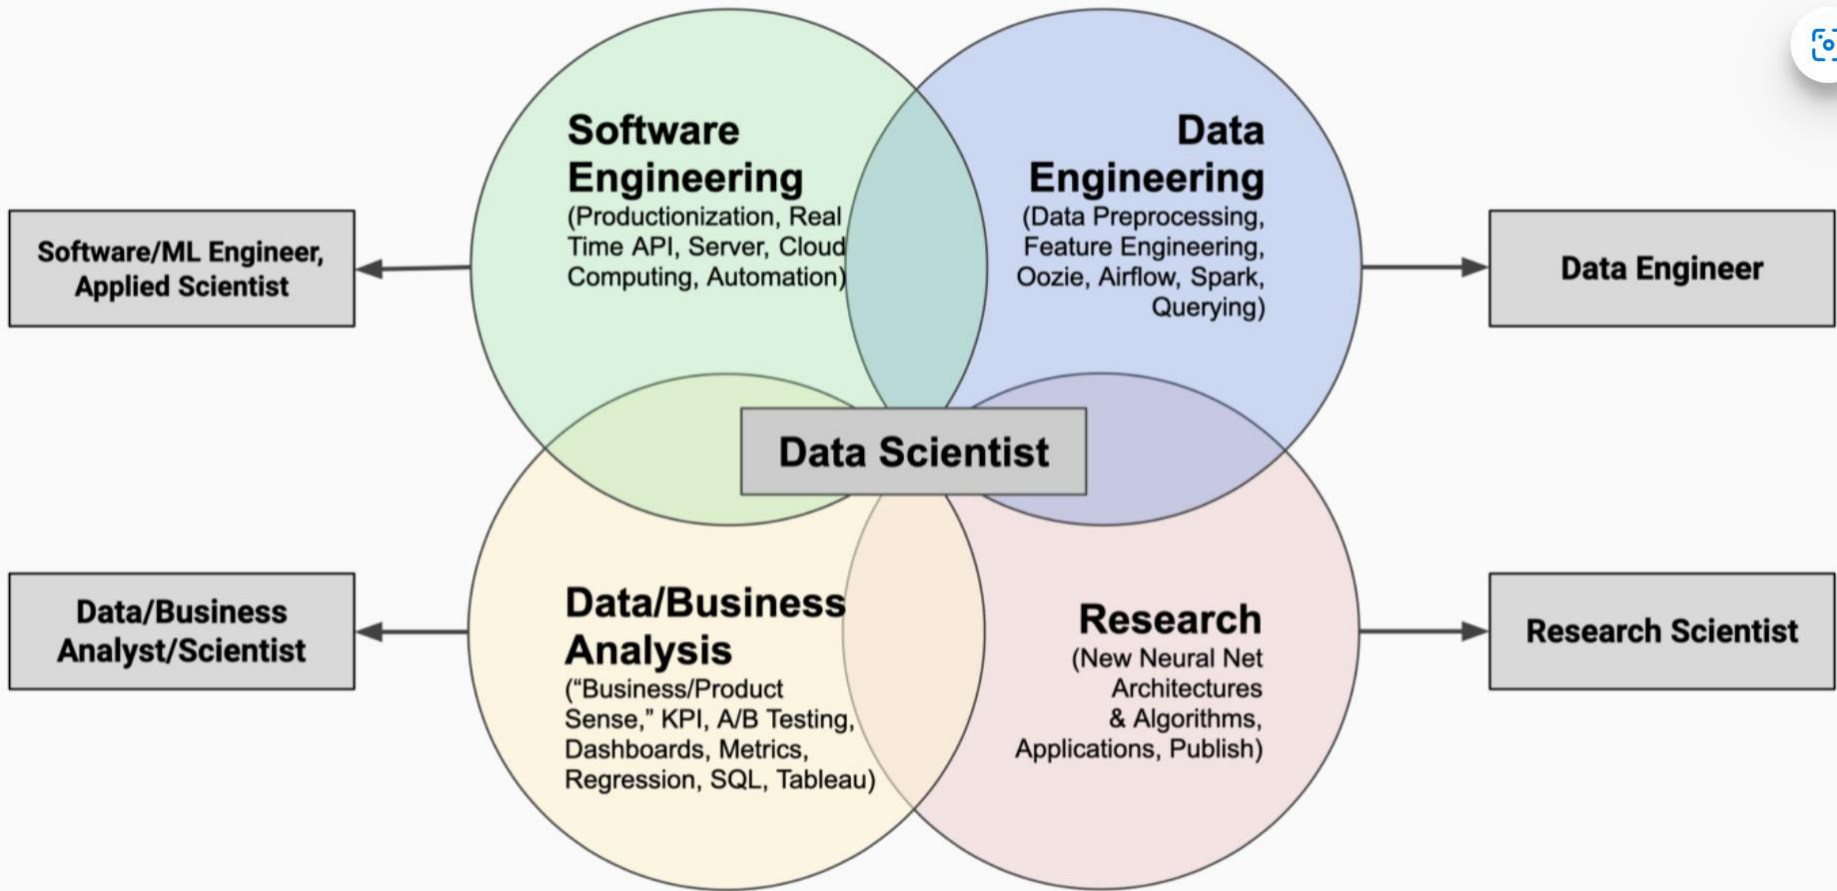 Software
Engineering
(Productionization, Real
Time API, Server, Cloud
Computing, Automation)
Data
Engineering
(Data Preprocessing,
Feature Engineering,
Oozie, Airflow, Spark,
Querying)
Software/ML Engineer,
Applied Scientist
Data Engineer
Data Scientist
Data/Business
Analyst/Scientist
Data/Business
Analysis
(“Business/Product
Sense,” KPI, A/B Testing,
Dashboards, Metrics,
Regression, SQL, Tableau)
Research
(New Neural Net
Architectures
& Algorithms,
Applications, Publish)
Research Scientist